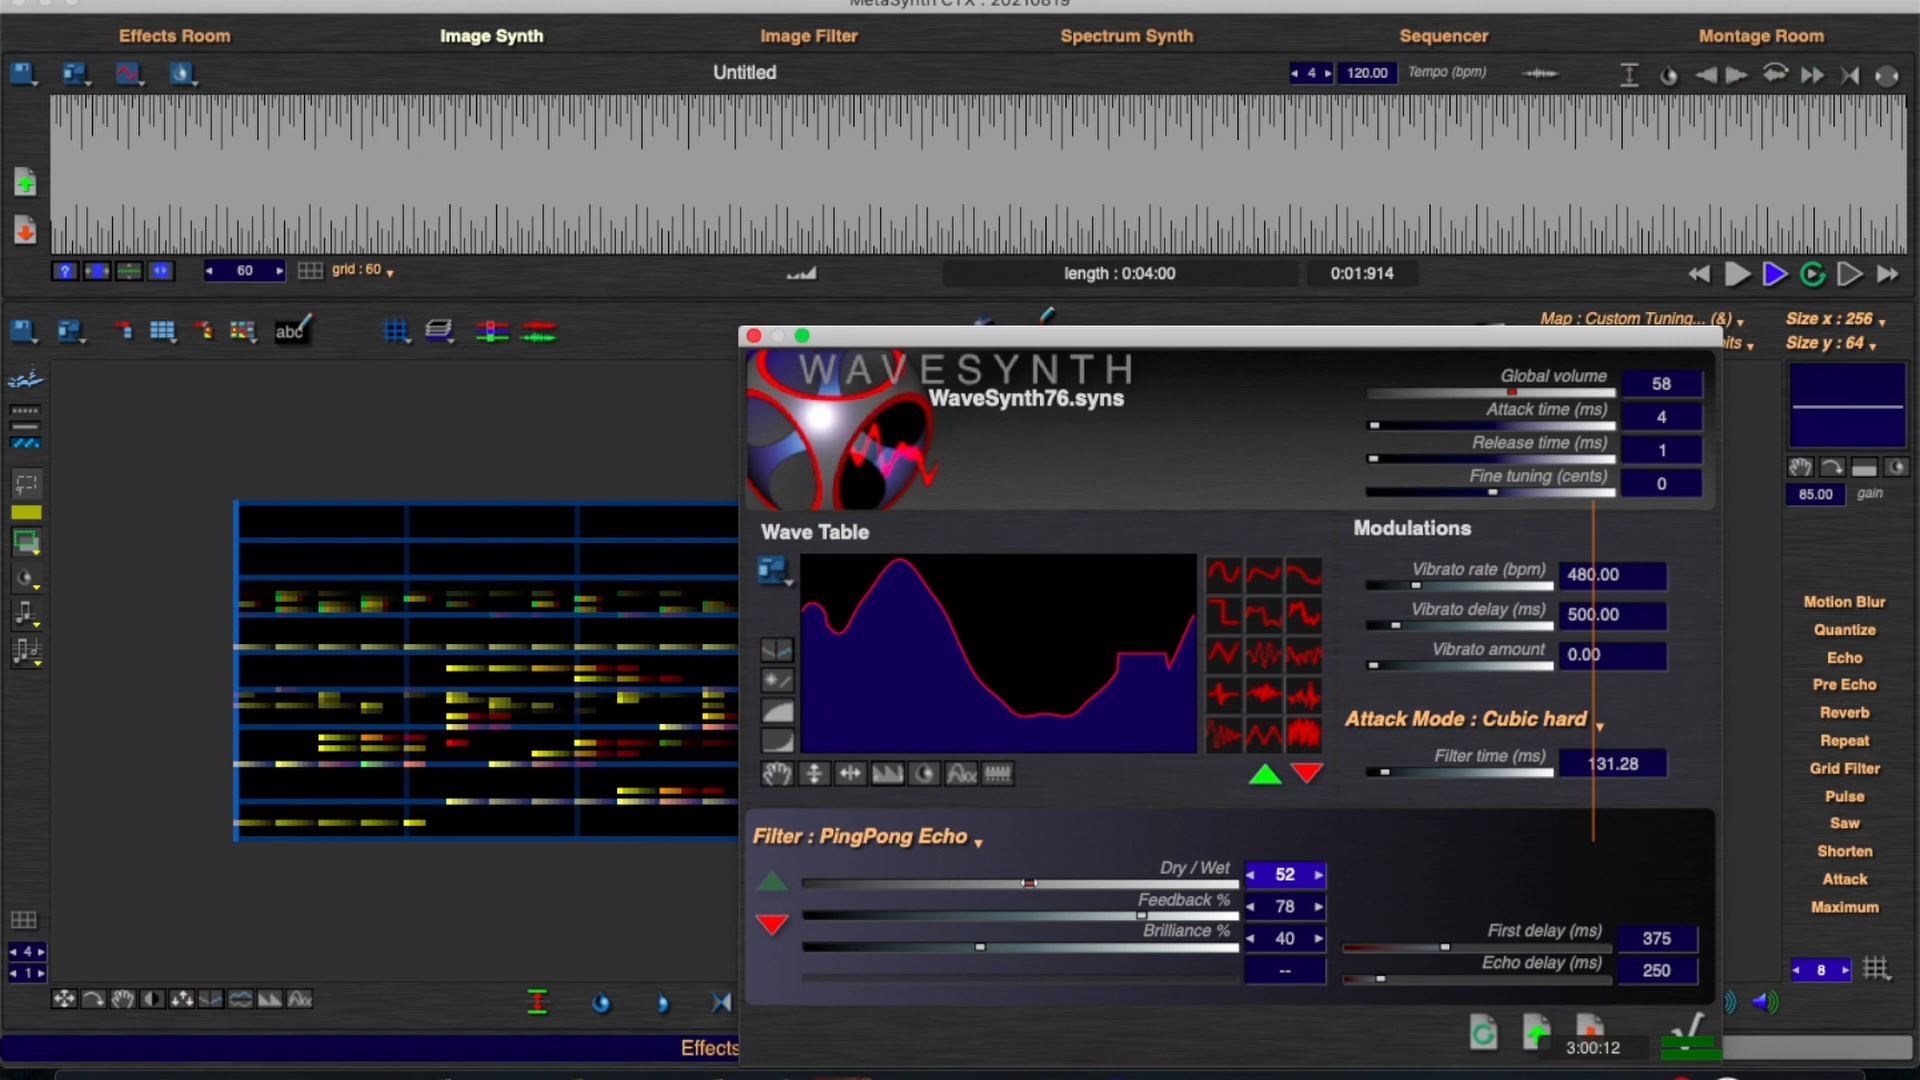 MetaSynth CTX : 20210819
Effects Room
Image Synth
Image Filter
Spectrum Synth
Sequencer
Montage Room
Untitled
4
120.00
Tempo (bpm)
?
60
grid : 60
length : 0:04:00
0:01:914
abc
Map : Custom Tuning... (&)
Size x : 256
Size y : 64
WAVESYNTH
WaveSynth76.syns
Global volume
58
Attack time (ms)
4
Release time (ms)
1
Fine tuning (cents)
0
85.00
gain
Wave Table
Modulations
Vibrato rate (bpm)
480.00
Vibrato delay (ms)
500.00
Vibrato amount
0.00
Attack Mode : Cubic hard
Filter time (ms)
131.28
Motion Blur
Quantize
Echo
Pre Echo
Reverb
Repeat
Grid Filter
Pulse
Saw
Shorten
Attack
Maximum
Filter : PingPong Echo
Dry / Wet
52
Feedback %
78
Brilliance %
40
--
First delay (ms)
375
Echo delay (ms)
250
4
1
8
Effects
3:00:12